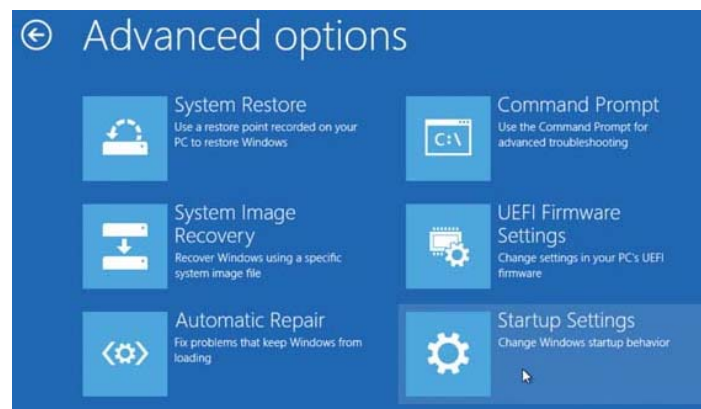 Advanced options
System Restore
Use a restore point recorded on your
PC to restore Windows
Command Prompt
Use the Command Prompt for
advanced troubleshooting
C:\
System Image
Recovery
Recover Windows using a specific
system image file
UEFI Firmware
Settings
Change settings in your PC's UEFI
firmware
Automatic Repair
Fix problems that keep Windows from
loading
Startup Settings
Change Windows startup behavior